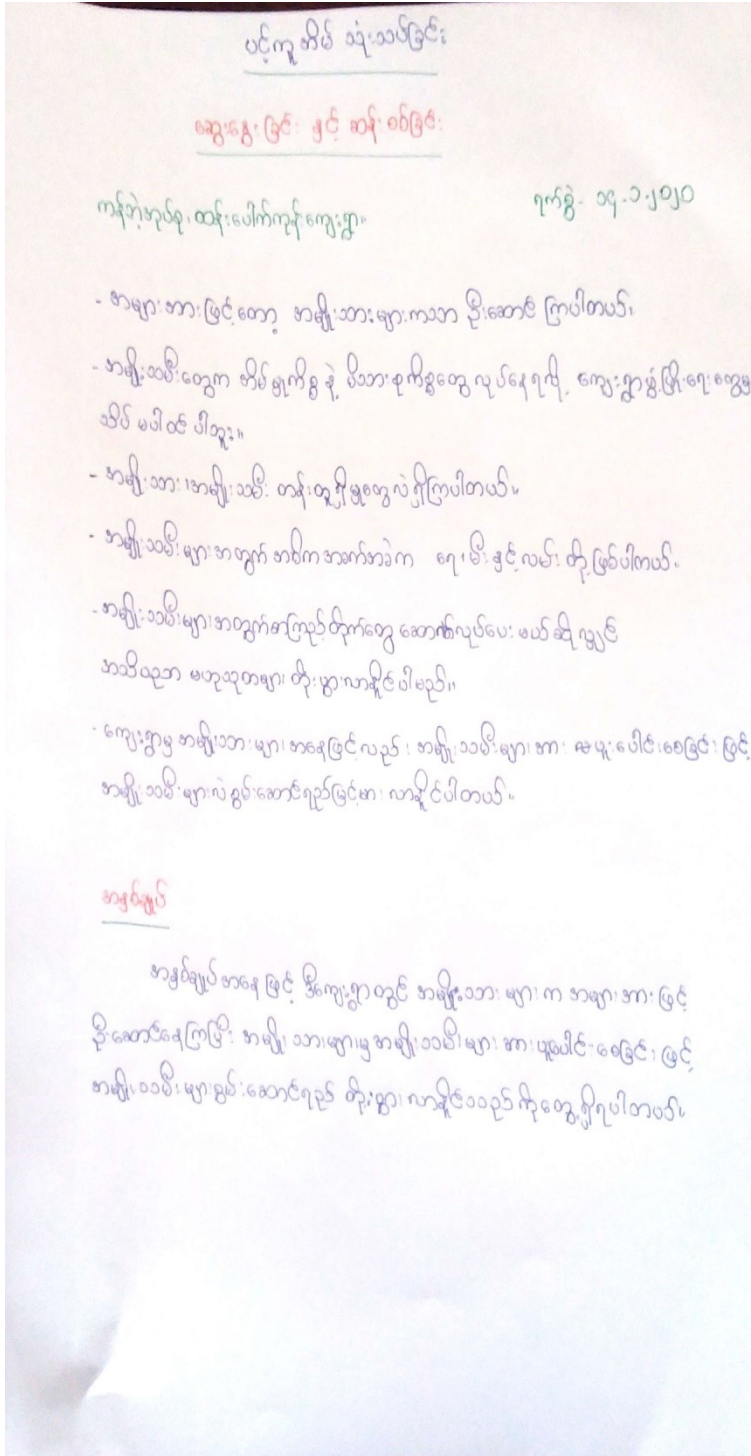 ပင့်ကူအိမ် သုံးသပ်ခြင်း
ဆွေးနွေးခြင်း နှင့် ဆန်းစစ်ခြင်း
ကန်ဘဲ့အုပ်စု၊ ထန်းပေါက်ကုန်းကျေးရွာ။
ရက်စွဲ - ၁၄-၁-၂၀၂၀
- အများအားဖြင့်တော့ အမျိုးသားများကသာ ဦးဆောင် ကြပါတယ်၊
- အမျိုးသမီးတွေက အိမ်မှုကိစ္စနဲ့ မိသားစုကိစ္စတွေလုပ်နေရလို့ ကျေးရွာဖွံ့ဖြိုးရေးတွေမှ
သိပ် မပါဝင် ပါဘူး။
- အမျိုးသား၊အမျိုးသမီး တန်းတူရှိမှုတွေလဲရှိကြပါတယ်။
- အမျိုးသမီးများအတွက် အဓိကအခက်အခဲက ရေ၊မီးနှင့်လမ်း တို့ဖြစ်ပါတယ်။
- အမျိုးသမီးများအတွက်စာကြည့်တိုက်တွေ ဆောက်လုပ်ပေးမယ်ဆိုလျှင်
အသိပညာ ဗဟုသုတများ တိုးပွားလာနိုင်ပါမည်။
- ကျေးရွာမှ အမျိုးသားများအနေဖြင့်လည်း အမျိုးသမီးများအား ပူးပေါင်းစေခြင်း ဖြင့်
အမျိုးသမီးများလဲစွမ်းဆောင်ရည်မြင့်မား လာနိုင်ပါတယ်။
အနှစ်ချုပ်
အနှစ်ချုပ်အနေဖြင့် ဒီကျေးရွာတွင် အမျိုးသားများက အများအားဖြင့်
ဦးဆောင်နေကြပြီး အမျိုးသားများမှအမျိုးသမီးများအားပူးပေါင်းစေခြင်းဖြင့်
အမျိုးသမီးများစွမ်းဆောင်ရည် တိုးပွားလာနိုင်သည်ကိုတွေ့ရှိရပါတယ်။